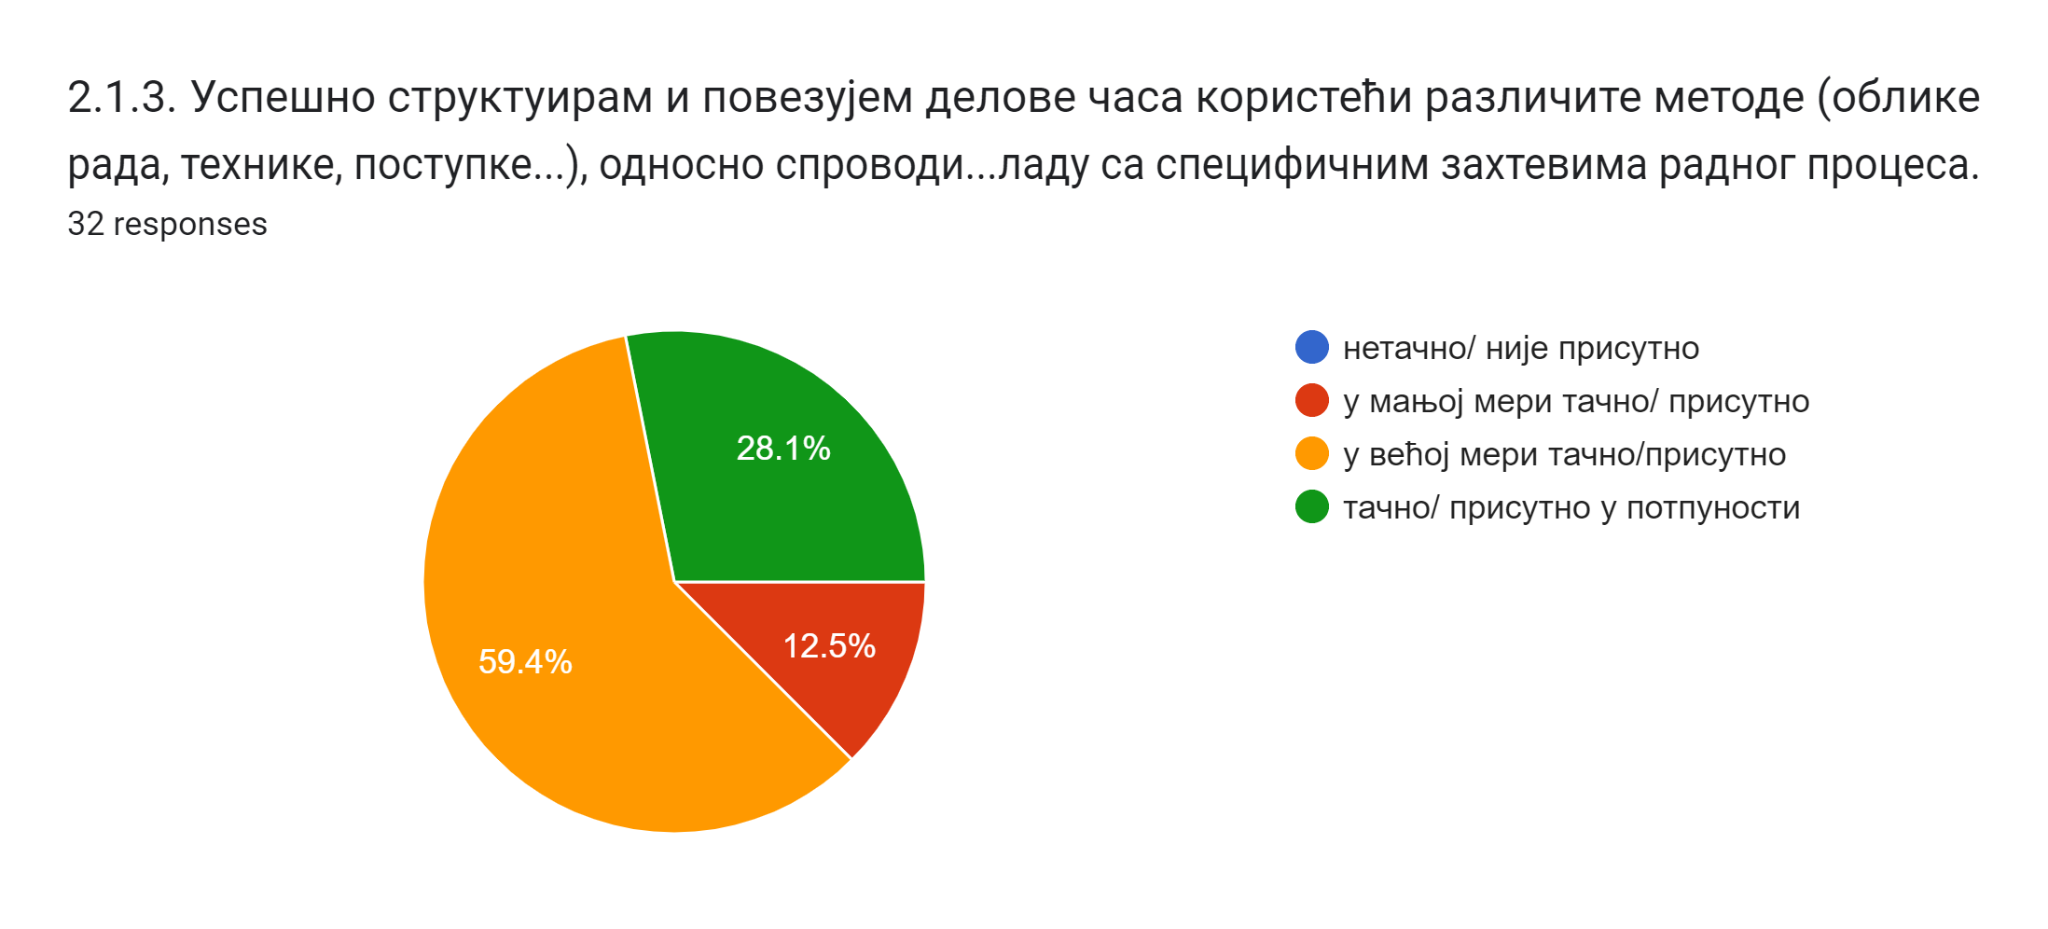 2.1.3. Успешно структуирам и повезујем делове часа користећи различите методе (облике
рада, технике, поступке...), односно спроводи...ладу са специфичним захтевима радног процеса.
32 responses
нетачно/ није присутно
у мањој мери тачно/ присутно
у већој мери тачно/присутно
тачно/ присутно у потпуности
28.1%
12.5%
59.4%